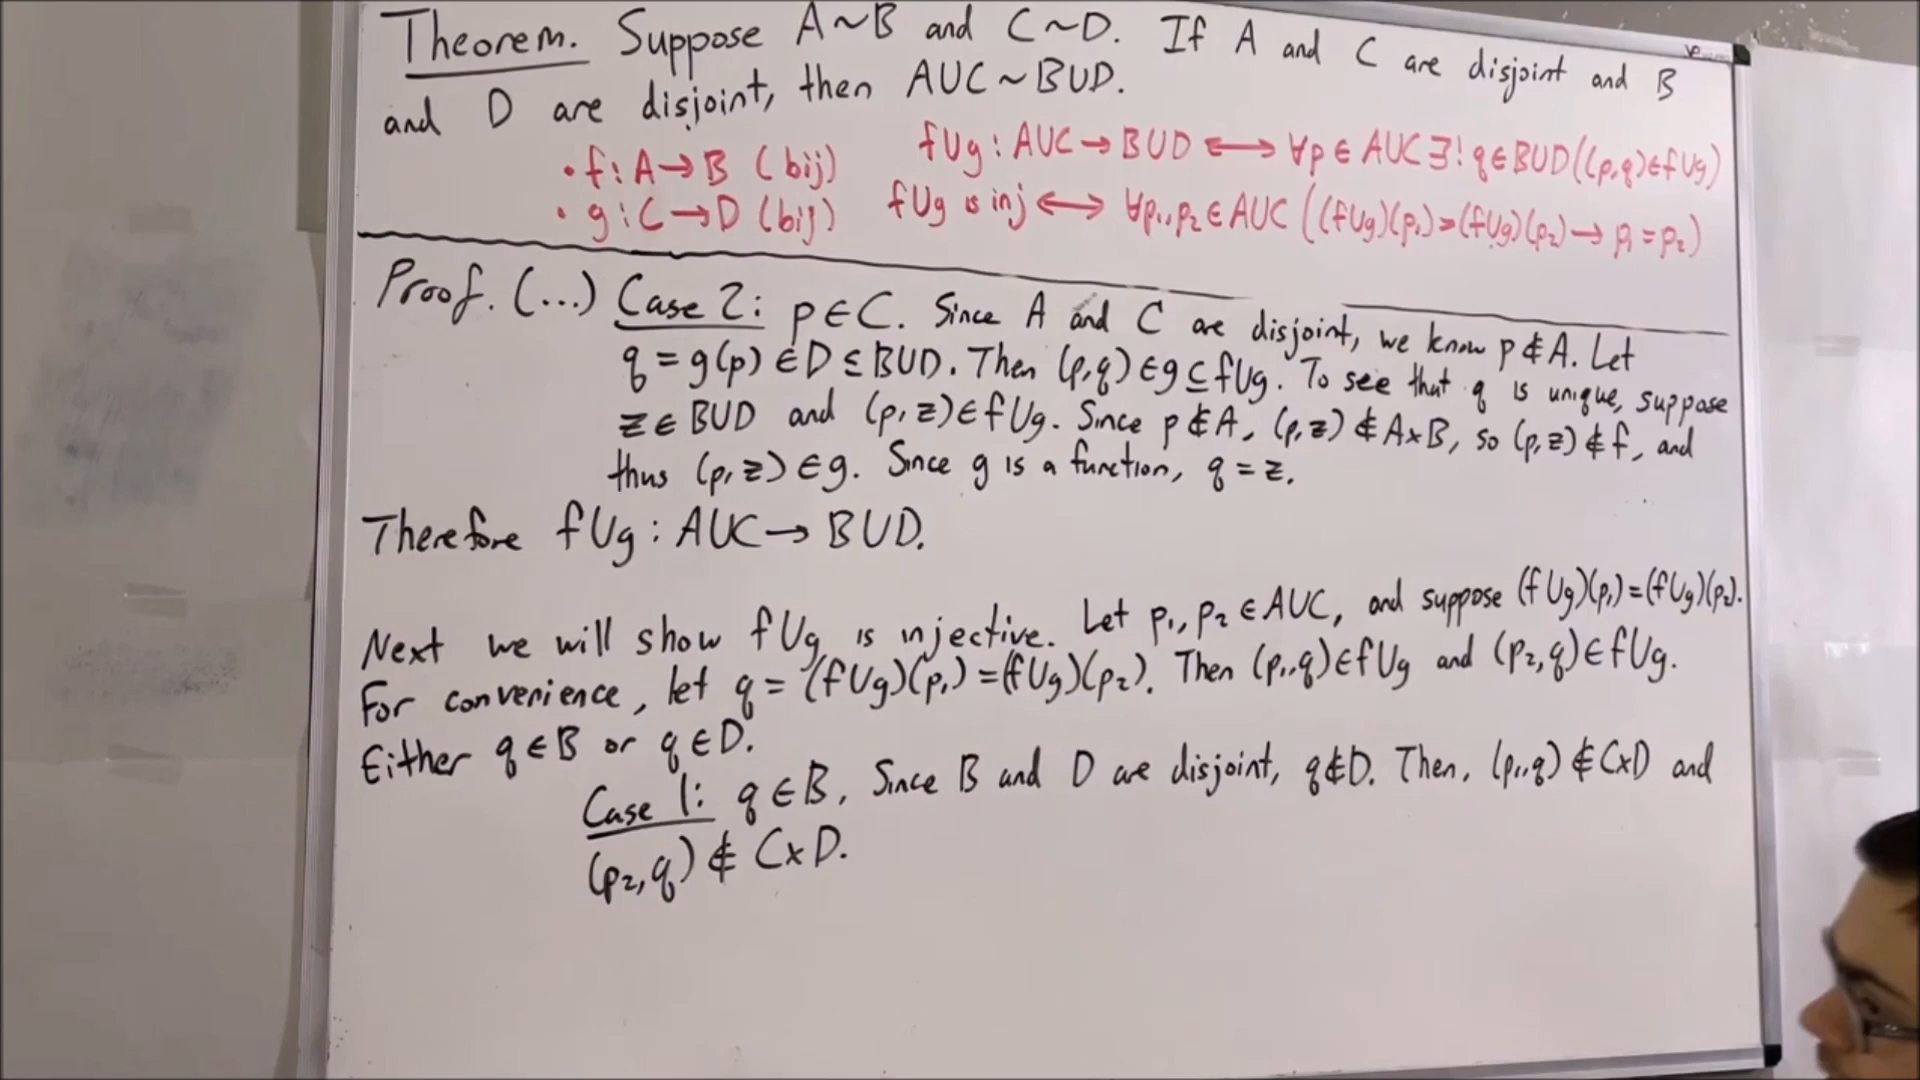 Theorem. Suppose A∼B and C∼D. If A and C are disjoint and B
and D are disjoint, then A∪C∼B∪D.
• f: A→B (bij)
• g: C→D (bij)
f∪g: A∪C→B∪D ⟷ ∀p∈A∪C ∃! q∈B∪D((p,q)∈f∪g)
f∪g is inj ⟷ ∀p₁,p₂∈A∪C ((f∪g)(p₁)=(f∪g)(p₂)→p₁=p₂)
Proof. (...) Case 2: p∈C. Since A and C are disjoint, we know p∉A. Let
q = g(p) ∈ D ⊆ B∪D. Then (p,q)∈g⊆f∪g. To see that q is unique, suppose
z∈B∪D and (p,z)∈f∪g. Since p∉A, (p,z)∉A×B, so (p,z)∉f, and
thus (p,z)∈g. Since g is a function, q = z.
Therefore f∪g: A∪C→B∪D.
Next we will show f∪g is injective. Let p₁,p₂∈A∪C, and suppose (f∪g)(p₁)=(f∪g)(p₂).
For convenience, let q = (f∪g)(p₁)=(f∪g)(p₂). Then (p₁,q)∈f∪g and (p₂,q)∈f∪g.
Either q∈B or q∈D.
Case 1: q∈B. Since B and D are disjoint, q∉D. Then, (p₁,q)∉C×D and
(p₂,q)∉C×D.